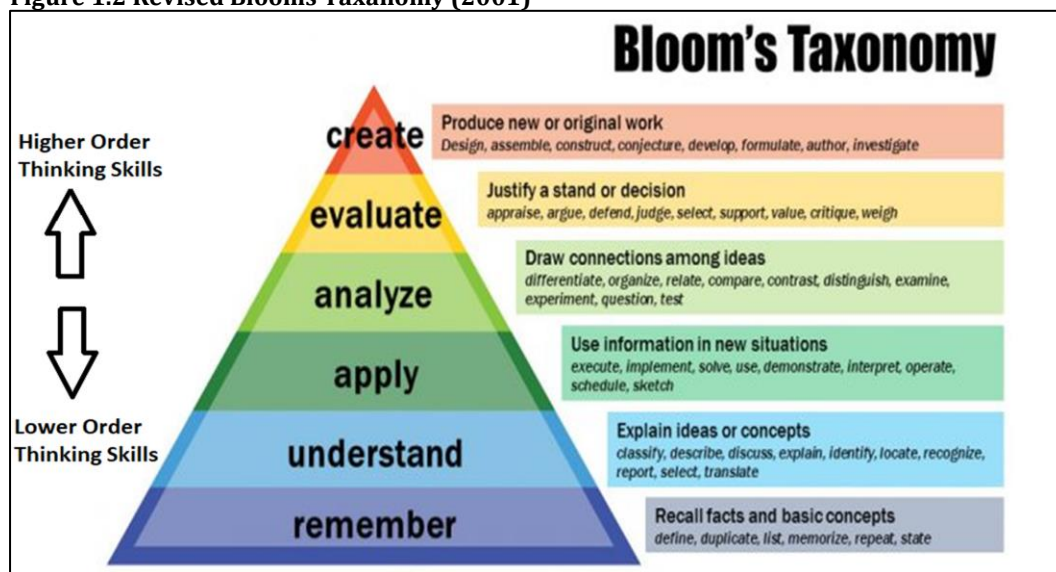 Figure 1.2 Revised Blooms Taxanomy (2001)
Bloom's Taxonomy
Higher Order
Thinking Skills
Lower Order
Thinking Skills
create
Produce new or original work
Design, assemble, construct, conjecture, develop, formulate, author, investigate
evaluate
Justify a stand or decision
appraise, argue, defend, judge, select, support, value, critique, weigh
analyze
Draw connections among ideas
differentiate, organize, relate, compare, contrast, distinguish, examine,
experiment, question, test
apply
Use information in new situations
execute, implement, solve, use, demonstrate, interpret, operate,
schedule, sketch
understand
Explain ideas or concepts
classify, describe, discuss, explain, identify, locate, recognize,
report, select, translate
remember
Recall facts and basic concepts
define, duplicate, list, memorize, repeat, state